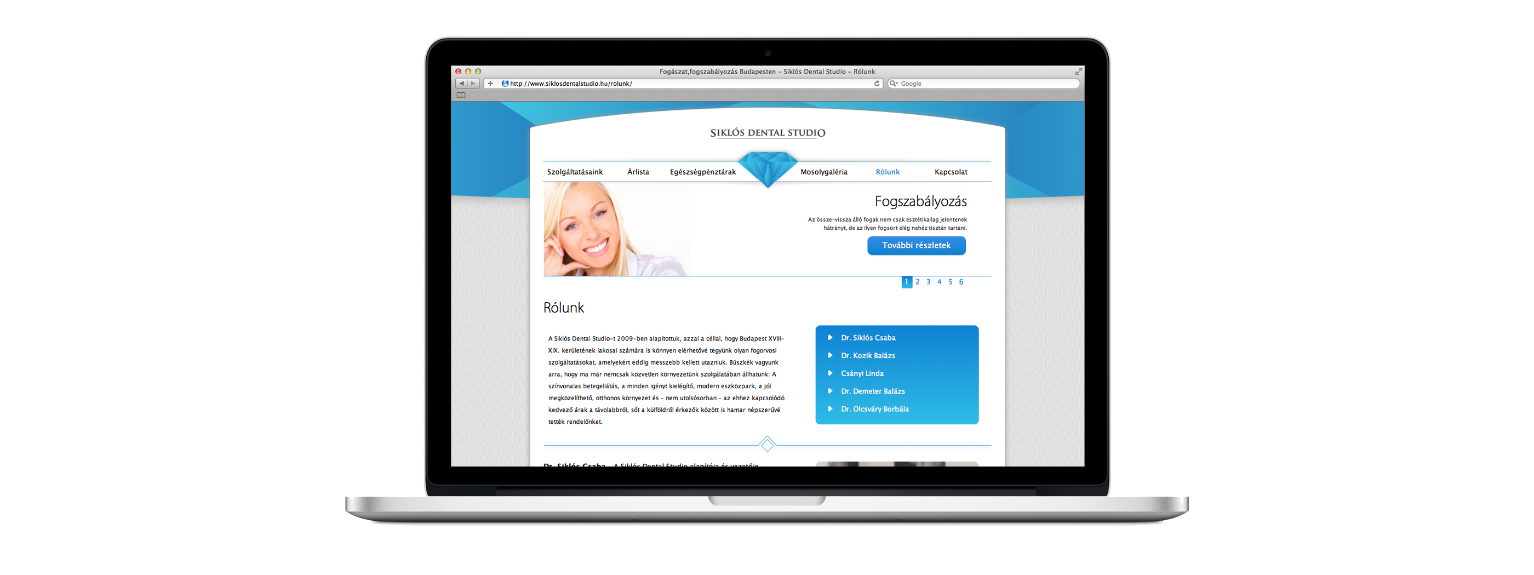 Fogászat,fogszabályozás Budapesten - Siklós Dental Studio - Rólunk
http://www.siklosdentalstudio.hu/rolunk/
Google
SIKLÓS DENTAL STUDIO
Szolgáltatásaink Árlista Egészségpénztárak Mosolygaléria Rólunk Kapcsolat
Fogszabályozás
Az össze-vissza álló fogak nem csak esztétikailag jelentenek
hátrányt, de az ilyen fogsort elég nehéz tisztán tartani.
További részletek
1 2 3 4 5 6
Rólunk
A Siklós Dental Studio-t 2009-ben alapítottuk, azzal a céllal, hogy Budapest XVIII-
XIX. kerületének lakosai számára is könnyen elérhetővé tegyünk olyan fogorvosi
szolgáltatásokat, amelyekért eddig messzebb kellett utazniuk. Büszkék vagyunk
arra, hogy ma már nemcsak közvetlen környezetünk szolgálatában állhatunk: A
színvonalas betegellátás, a minden igényt kielégítő, modern eszközpark, a jól
megközelíthető, otthonos környezet és - nem utolsósorban - az ehhez kapcsolódó
kedvező árak a távolabbról, sőt a külföldről érkezők között is hamar népszerűvé
tették rendelőnket.
Dr. Siklós Csaba
Dr. Kozik Balázs
Csányi Linda
Dr. Demeter Balázs
Dr. Olcsváry Borbála
Dr. Siklós Csaba - A Siklós Dental Studio alapítója és vezetője